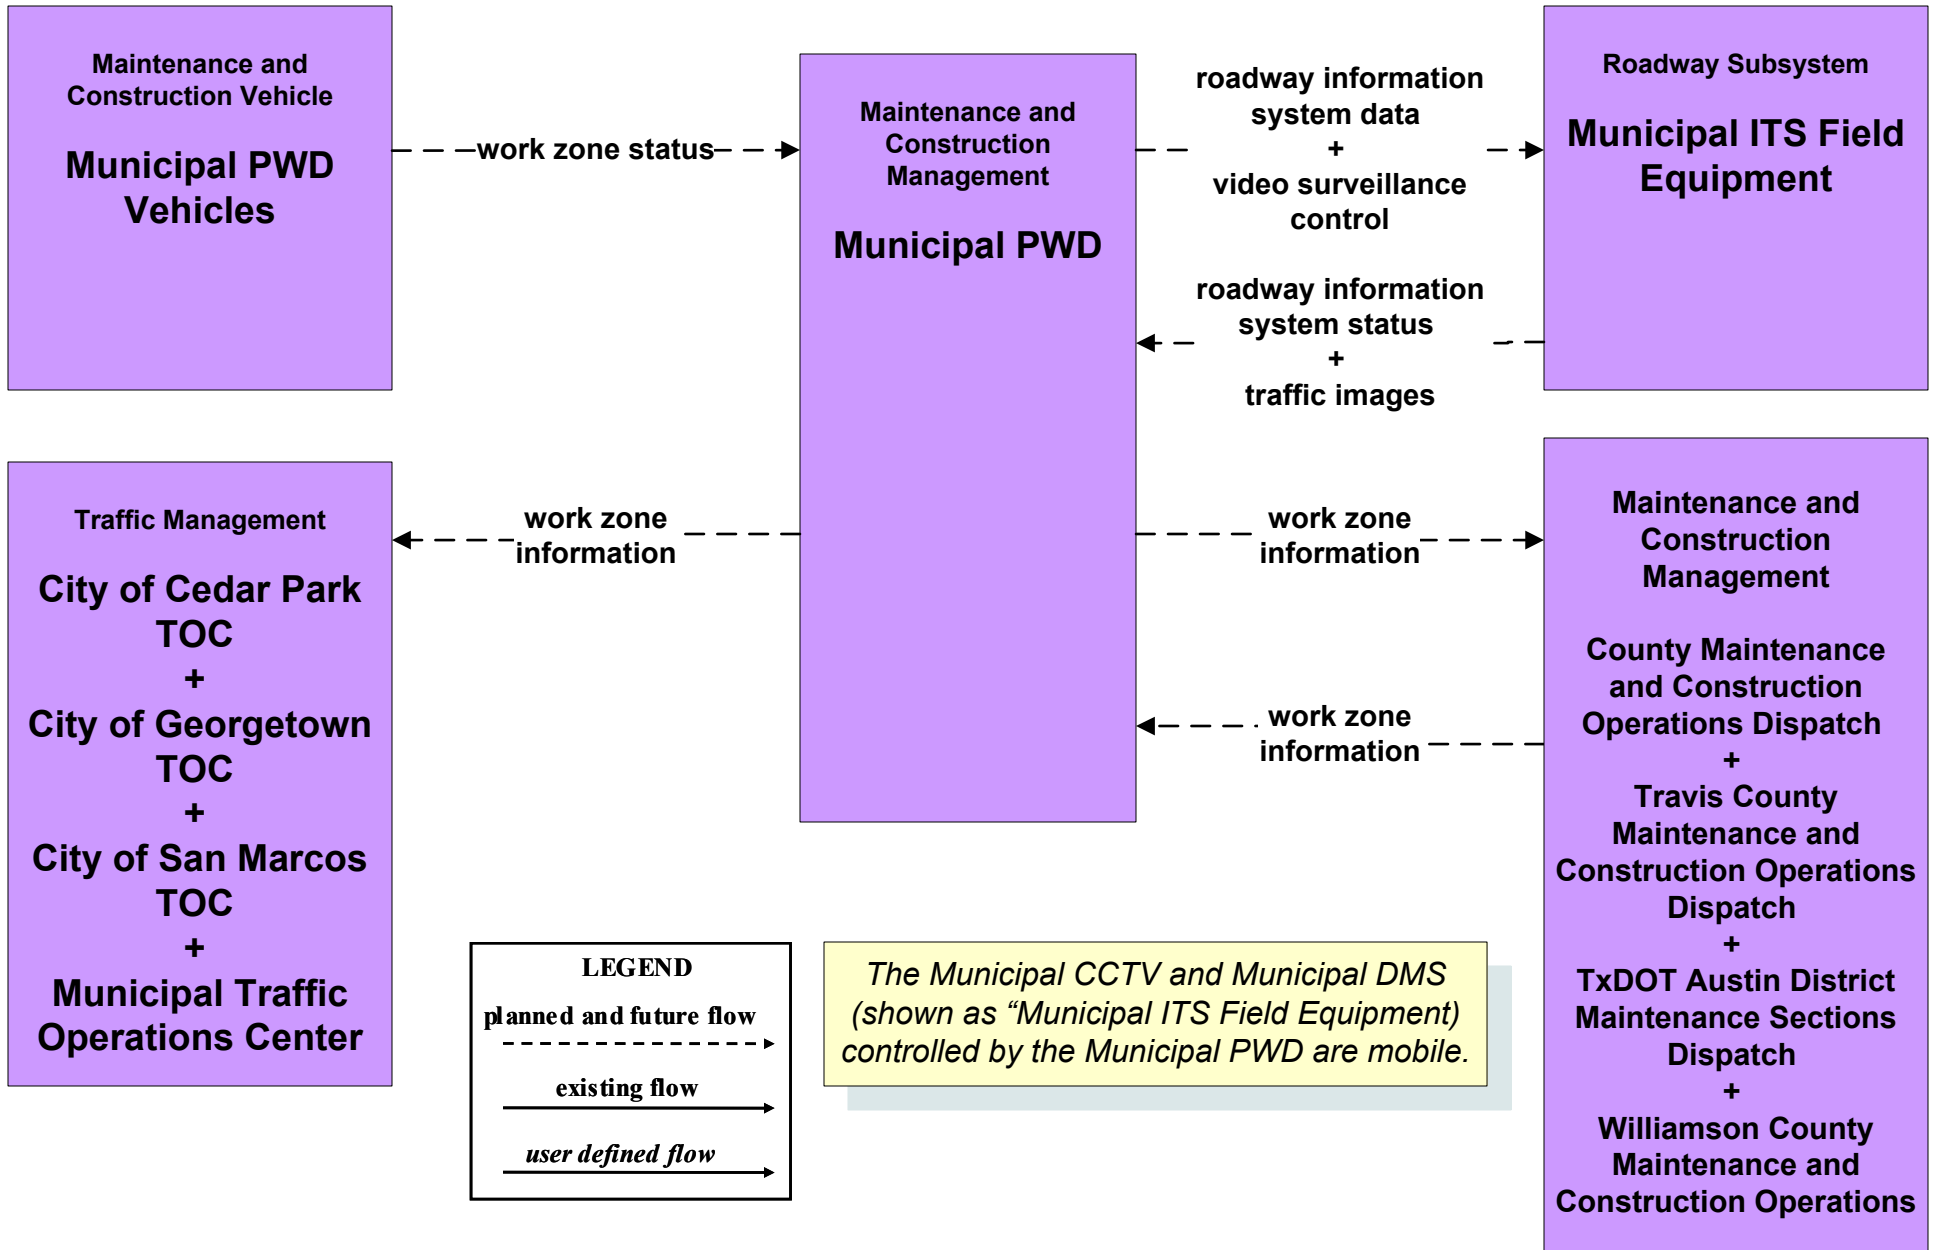 Maintenance and
Construction Vehicle
Municipal PWD
Vehicles
work zone status
Maintenance and
Construction
Management
Municipal PWD
roadway information
system data
+
video surveillance
control
roadway information
system status
+
traffic images
Roadway Subsystem
Municipal ITS Field
Equipment
Traffic Management
City of Cedar Park
TOC
+
City of Georgetown
TOC
+
City of San Marcos
TOC
+
Municipal Traffic
Operations Center
work zone
information
work zone
information
work zone
information
Maintenance and
Construction
Management
County Maintenance
and Construction
Operations Dispatch
+
Travis County
Maintenance and
Construction Operations
Dispatch
+
TxDOT Austin District
Maintenance Sections
Dispatch
+
Williamson County
Maintenance and
Construction Operations
LEGEND
planned and future flow
existing flow
user defined flow
The Municipal CCTV and Municipal DMS
(shown as “Municipal ITS Field Equipment)
controlled by the Municipal PWD are mobile.